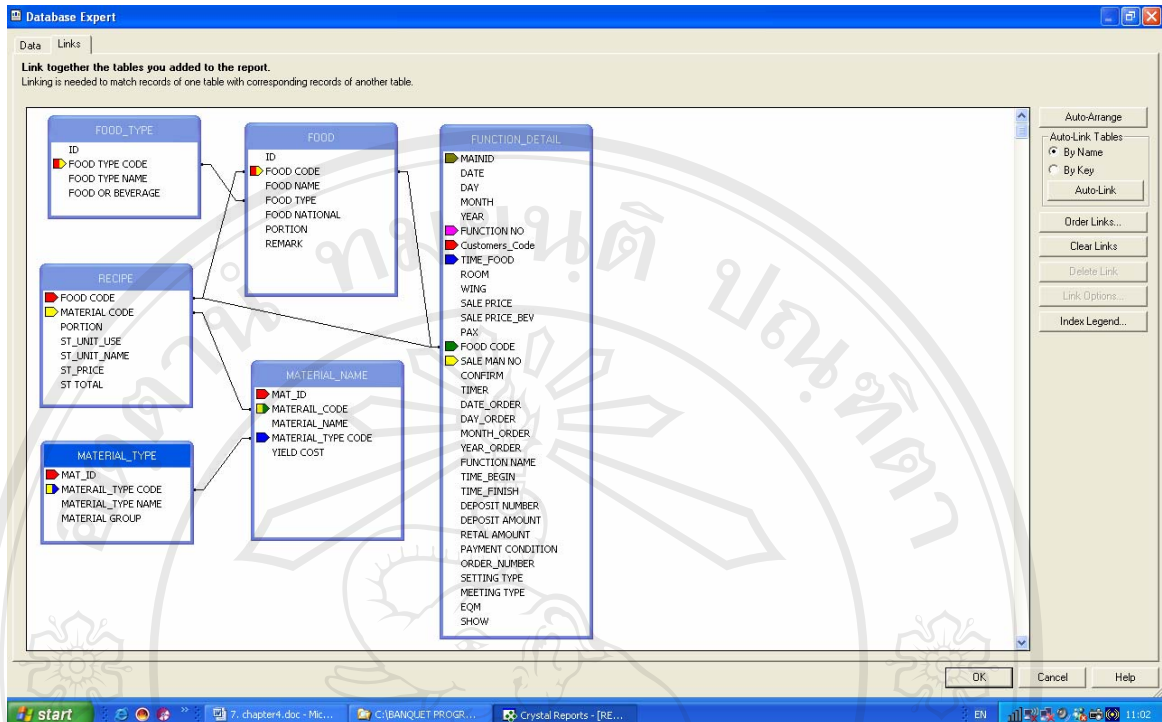 Database Expert
Data
Links
Link together the tables you added to the report.
Linking is needed to match records of one table with corresponding records of another table.
FOOD_TYPE
ID
FOOD TYPE CODE
FOOD TYPE NAME
FOOD OR BEVERAGE
FOOD
ID
FOOD CODE
FOOD NAME
FOOD TYPE
FOOD NATIONAL
PORTION
REMARK
FUNCTION_DETAIL
MAINID
DATE
DAY
MONTH
YEAR
FUNCTION NO
Customers_Code
TIME_FOOD
ROOM
WING
SALE PRICE
SALE PRICE_BEV
PAX
FOOD CODE
SALE MAN NO
CONFIRM
TIMER
DATE_ORDER
DAY_ORDER
MONTH_ORDER
YEAR_ORDER
FUNCTION NAME
TIME_BEGIN
TIME_FINISH
DEPOSIT NUMBER
DEPOSIT AMOUNT
RETAL AMOUNT
PAYMENT CONDITION
ORDER_NUMBER
SETTING TYPE
MEETING TYPE
EQM
SHOW
RECIPE
FOOD CODE
MATERIAL CODE
PORTION
ST_UNIT_USE
ST_UNIT_NAME
ST_PRICE
ST TOTAL
MATERIAL_NAME
MAT_ID
MATERAIL_CODE
MATERIAL_NAME
MATERIAL_TYPE CODE
YIELD COST
MATERIAL_TYPE
MAT_ID
MATERAIL_TYPE CODE
MATERIAL_TYPE NAME
MATERIAL GROUP
Auto-Arrange
Auto-Link Tables
By Name
By Key
Auto-Link
Order Links...
Clear Links
Delete Link
Link Options...
Index Legend...
OK
Cancel
Help
start
7. chapter4.doc - Mic...
C:\BANQUET PROGR...
Crystal Reports - [RE...
EN
11:02